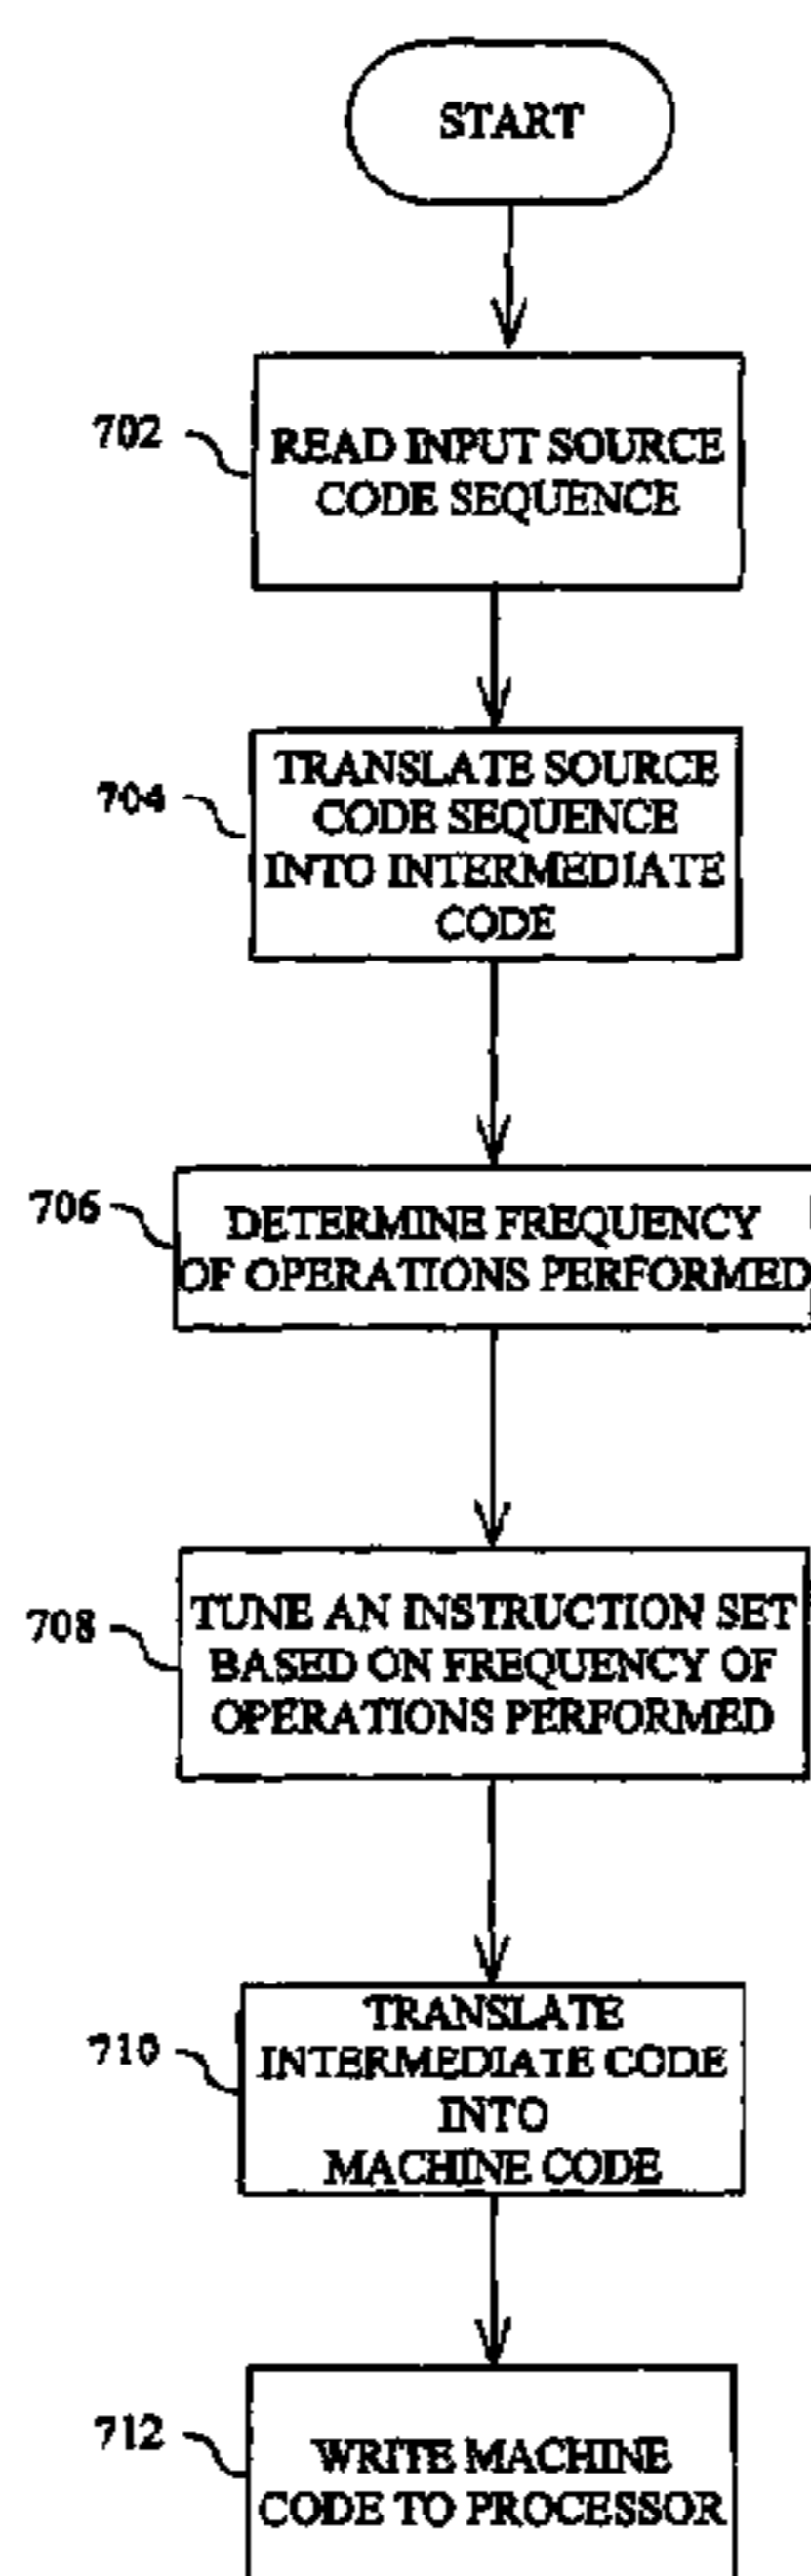 START
702
READ INPUT SOURCE
CODE SEQUENCE
704
TRANSLATE SOURCE
CODE SEQUENCE
INTO INTERMEDIATE
CODE
706
DETERMINE FREQUENCY
OF OPERATIONS PERFORMED
708
TUNE AN INSTRUCTION SET
BASED ON FREQUENCY OF
OPERATIONS PERFORMED
710
TRANSLATE
INTERMEDIATE CODE
INTO
MACHINE CODE
712
WRITE MACHINE
CODE TO PROCESSOR